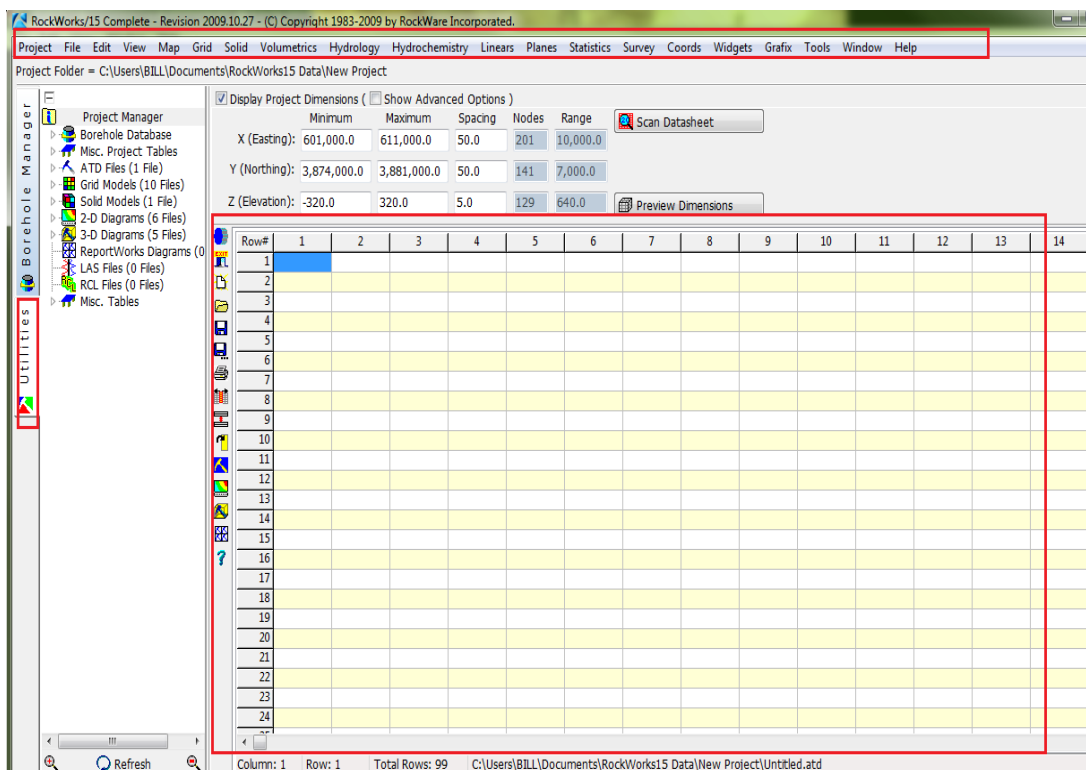 RockWorks/15 Complete - Revision 2009.10.27 - (C) Copyright 1983-2009 by RockWare Incorporated.
Project File Edit View Map Grid Solid Volumetrics Hydrology Hydrochemistry Linears Planes Statistics Survey Coords Widgets Grafix Tools Window Help
Project Folder = C:\Users\BILL\Documents\RockWorks15 Data\New Project
Borehole Manager
Utilities
Project Manager
Borehole Database
Misc. Project Tables
ATD Files (1 File)
Grid Models (10 Files)
Solid Models (1 File)
2-D Diagrams (6 Files)
3-D Diagrams (5 Files)
ReportWorks Diagrams (0
LAS Files (0 Files)
RCL Files (0 Files)
Misc. Tables
Refresh
Display Project Dimensions ( Show Advanced Options )
Minimum Maximum Spacing Nodes Range
Scan Datasheet
X (Easting): 601,000.0 611,000.0 50.0 201 10,000.0
Y (Northing): 3,874,000.0 3,881,000.0 50.0 141 7,000.0
Z (Elevation): -320.0 320.0 5.0 129 640.0
Preview Dimensions
EXIT
Row# 1 2 3 4 5 6 7 8 9 10 11 12 13 14
1
2
3
4
5
6
7
8
9
10
11
12
13
14
15
16
17
18
19
20
21
22
23
24
Column: 1 Row: 1 Total Rows: 99 C:\Users\BILL\Documents\RockWorks15 Data\New Project\Untitled.atd